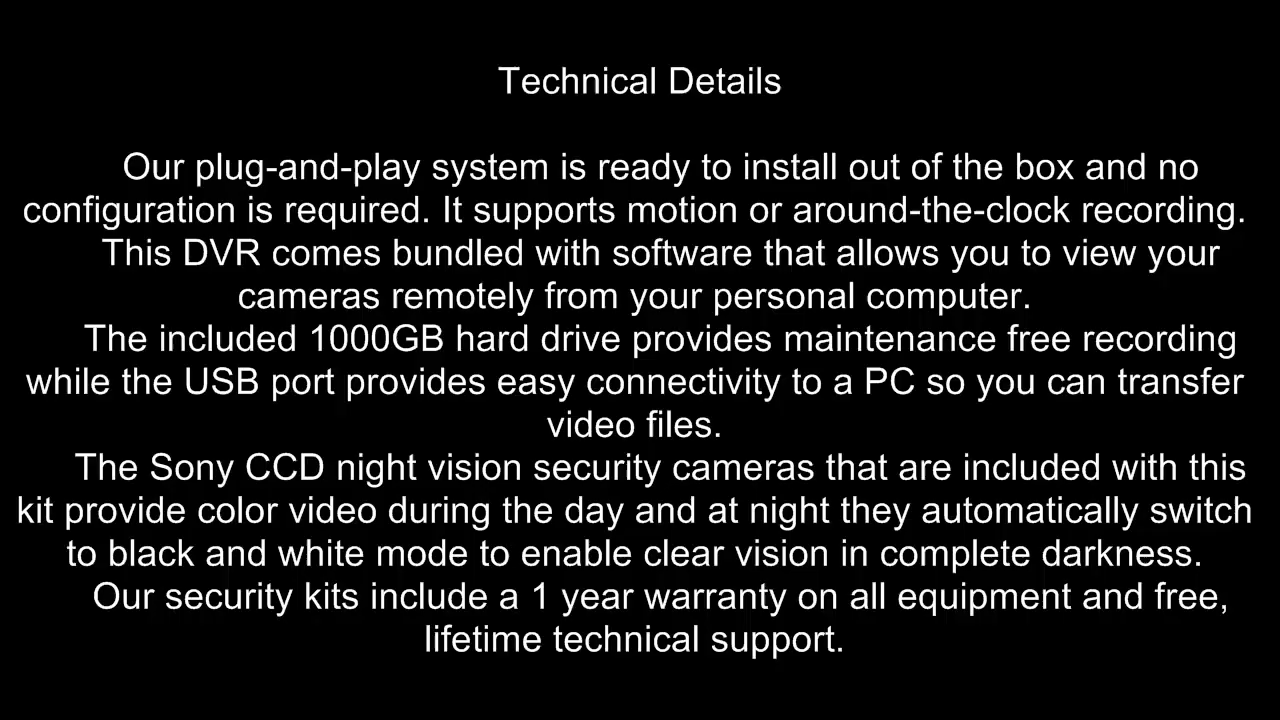 Technical Details
Our plug-and-play system is ready to install out of the box and no
configuration is required. It supports motion or around-the-clock recording.
This DVR comes bundled with software that allows you to view your
cameras remotely from your personal computer.
The included 1000GB hard drive provides maintenance free recording
while the USB port provides easy connectivity to a PC so you can transfer
video files.
The Sony CCD night vision security cameras that are included with this
kit provide color video during the day and at night they automatically switch
to black and white mode to enable clear vision in complete darkness.
Our security kits include a 1 year warranty on all equipment and free,
lifetime technical support.